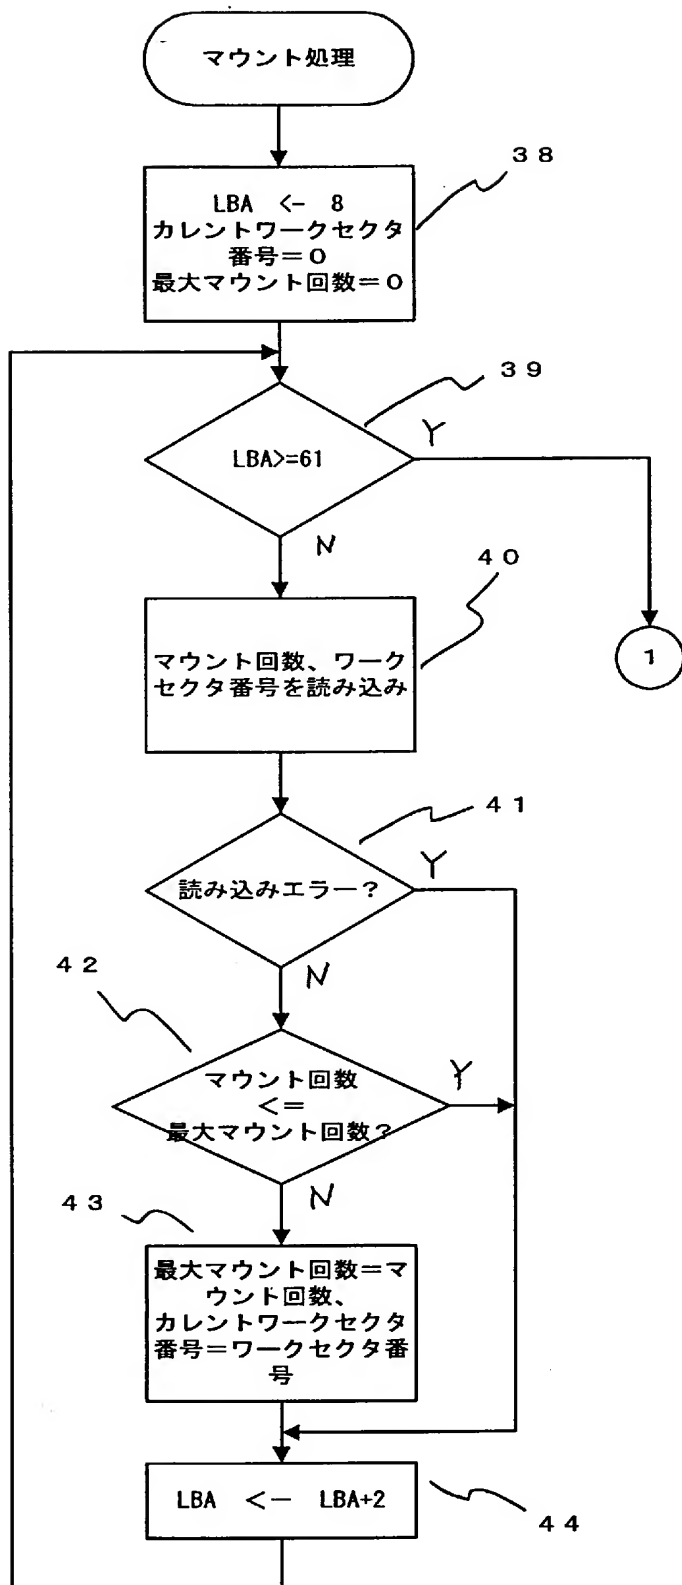 マウント処理
３８
LBA <- 8
カレントワークセクタ
番号＝０
最大マウント回数＝０
３９
LBA>=61
Y
N
４０
マウント回数、ワーク
セクタ番号を読み込み
1
４１
読み込みエラー？
Y
N
４２
マウント回数
<=
最大マウント回数？
Y
N
４３
最大マウント回数＝マ
ウント回数、
カレントワークセクタ
番号＝ワークセクタ番
号
LBA <- LBA+2
４４